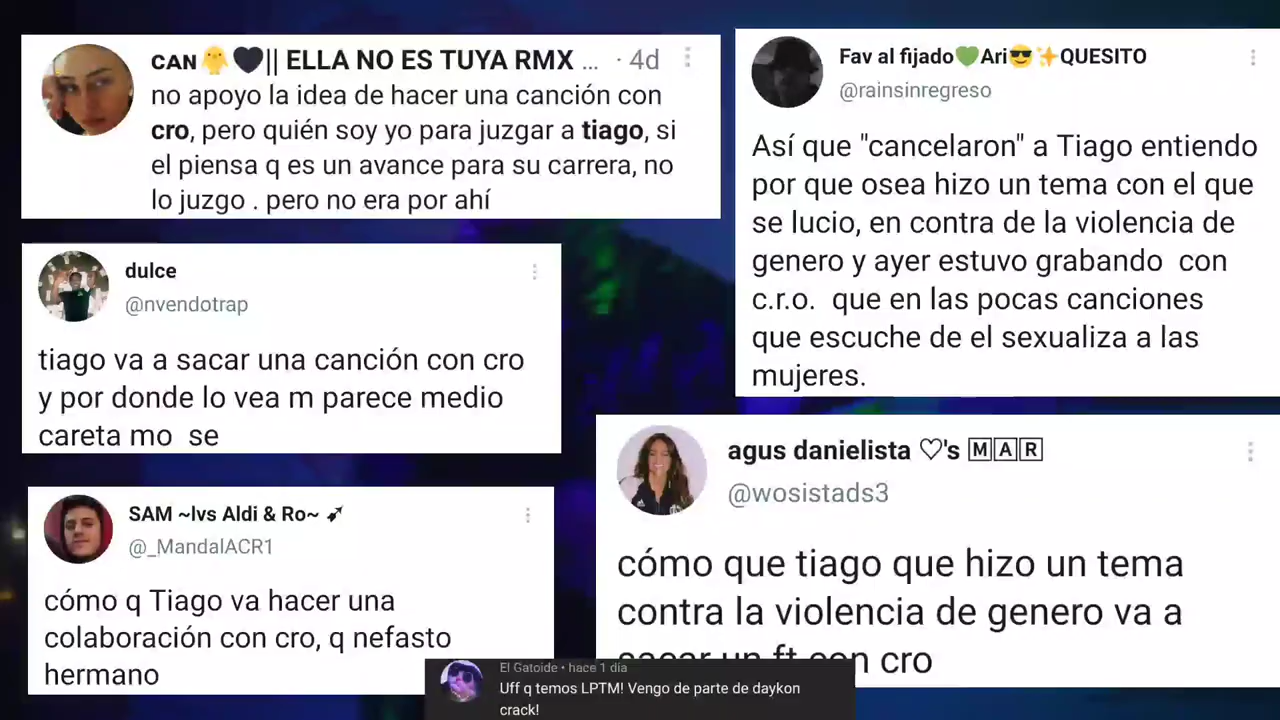 CAN🐥🖤|| ELLA NO ES TUYA RMX ... · 4d
no apoyo la idea de hacer una canción con
cro, pero quién soy yo para juzgar a tiago, si
el piensa q es un avance para su carrera, no
lo juzgo . pero no era por ahí
dulce
@nvendotrap
tiago va a sacar una canción con cro
y por donde lo vea m parece medio
careta mo se
SAM ~lvs Aldi & Ro~ ➶
@_MandalACR1
cómo q Tiago va hacer una
colaboración con cro, q nefasto
hermano
Fav al fijado💚Ari😎✨QUESITO
@rainsinregreso
Así que "cancelaron" a Tiago entiendo
por que osea hizo un tema con el que
se lucio, en contra de la violencia de
genero y ayer estuvo grabando con
c.r.o. que en las pocas canciones
que escuche de el sexualiza a las
mujeres.
agus danielista ♡'s 🄼🄰🅁
@wosistads3
cómo que tiago que hizo un tema
contra la violencia de genero va a
sacar un ft con cro
El Gatoide • hace 1 día
Uff q temos LPTM! Vengo de parte de daykon
crack!